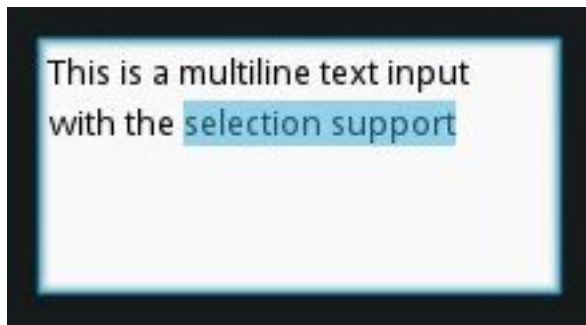 This is a multiline text input
with the selection support